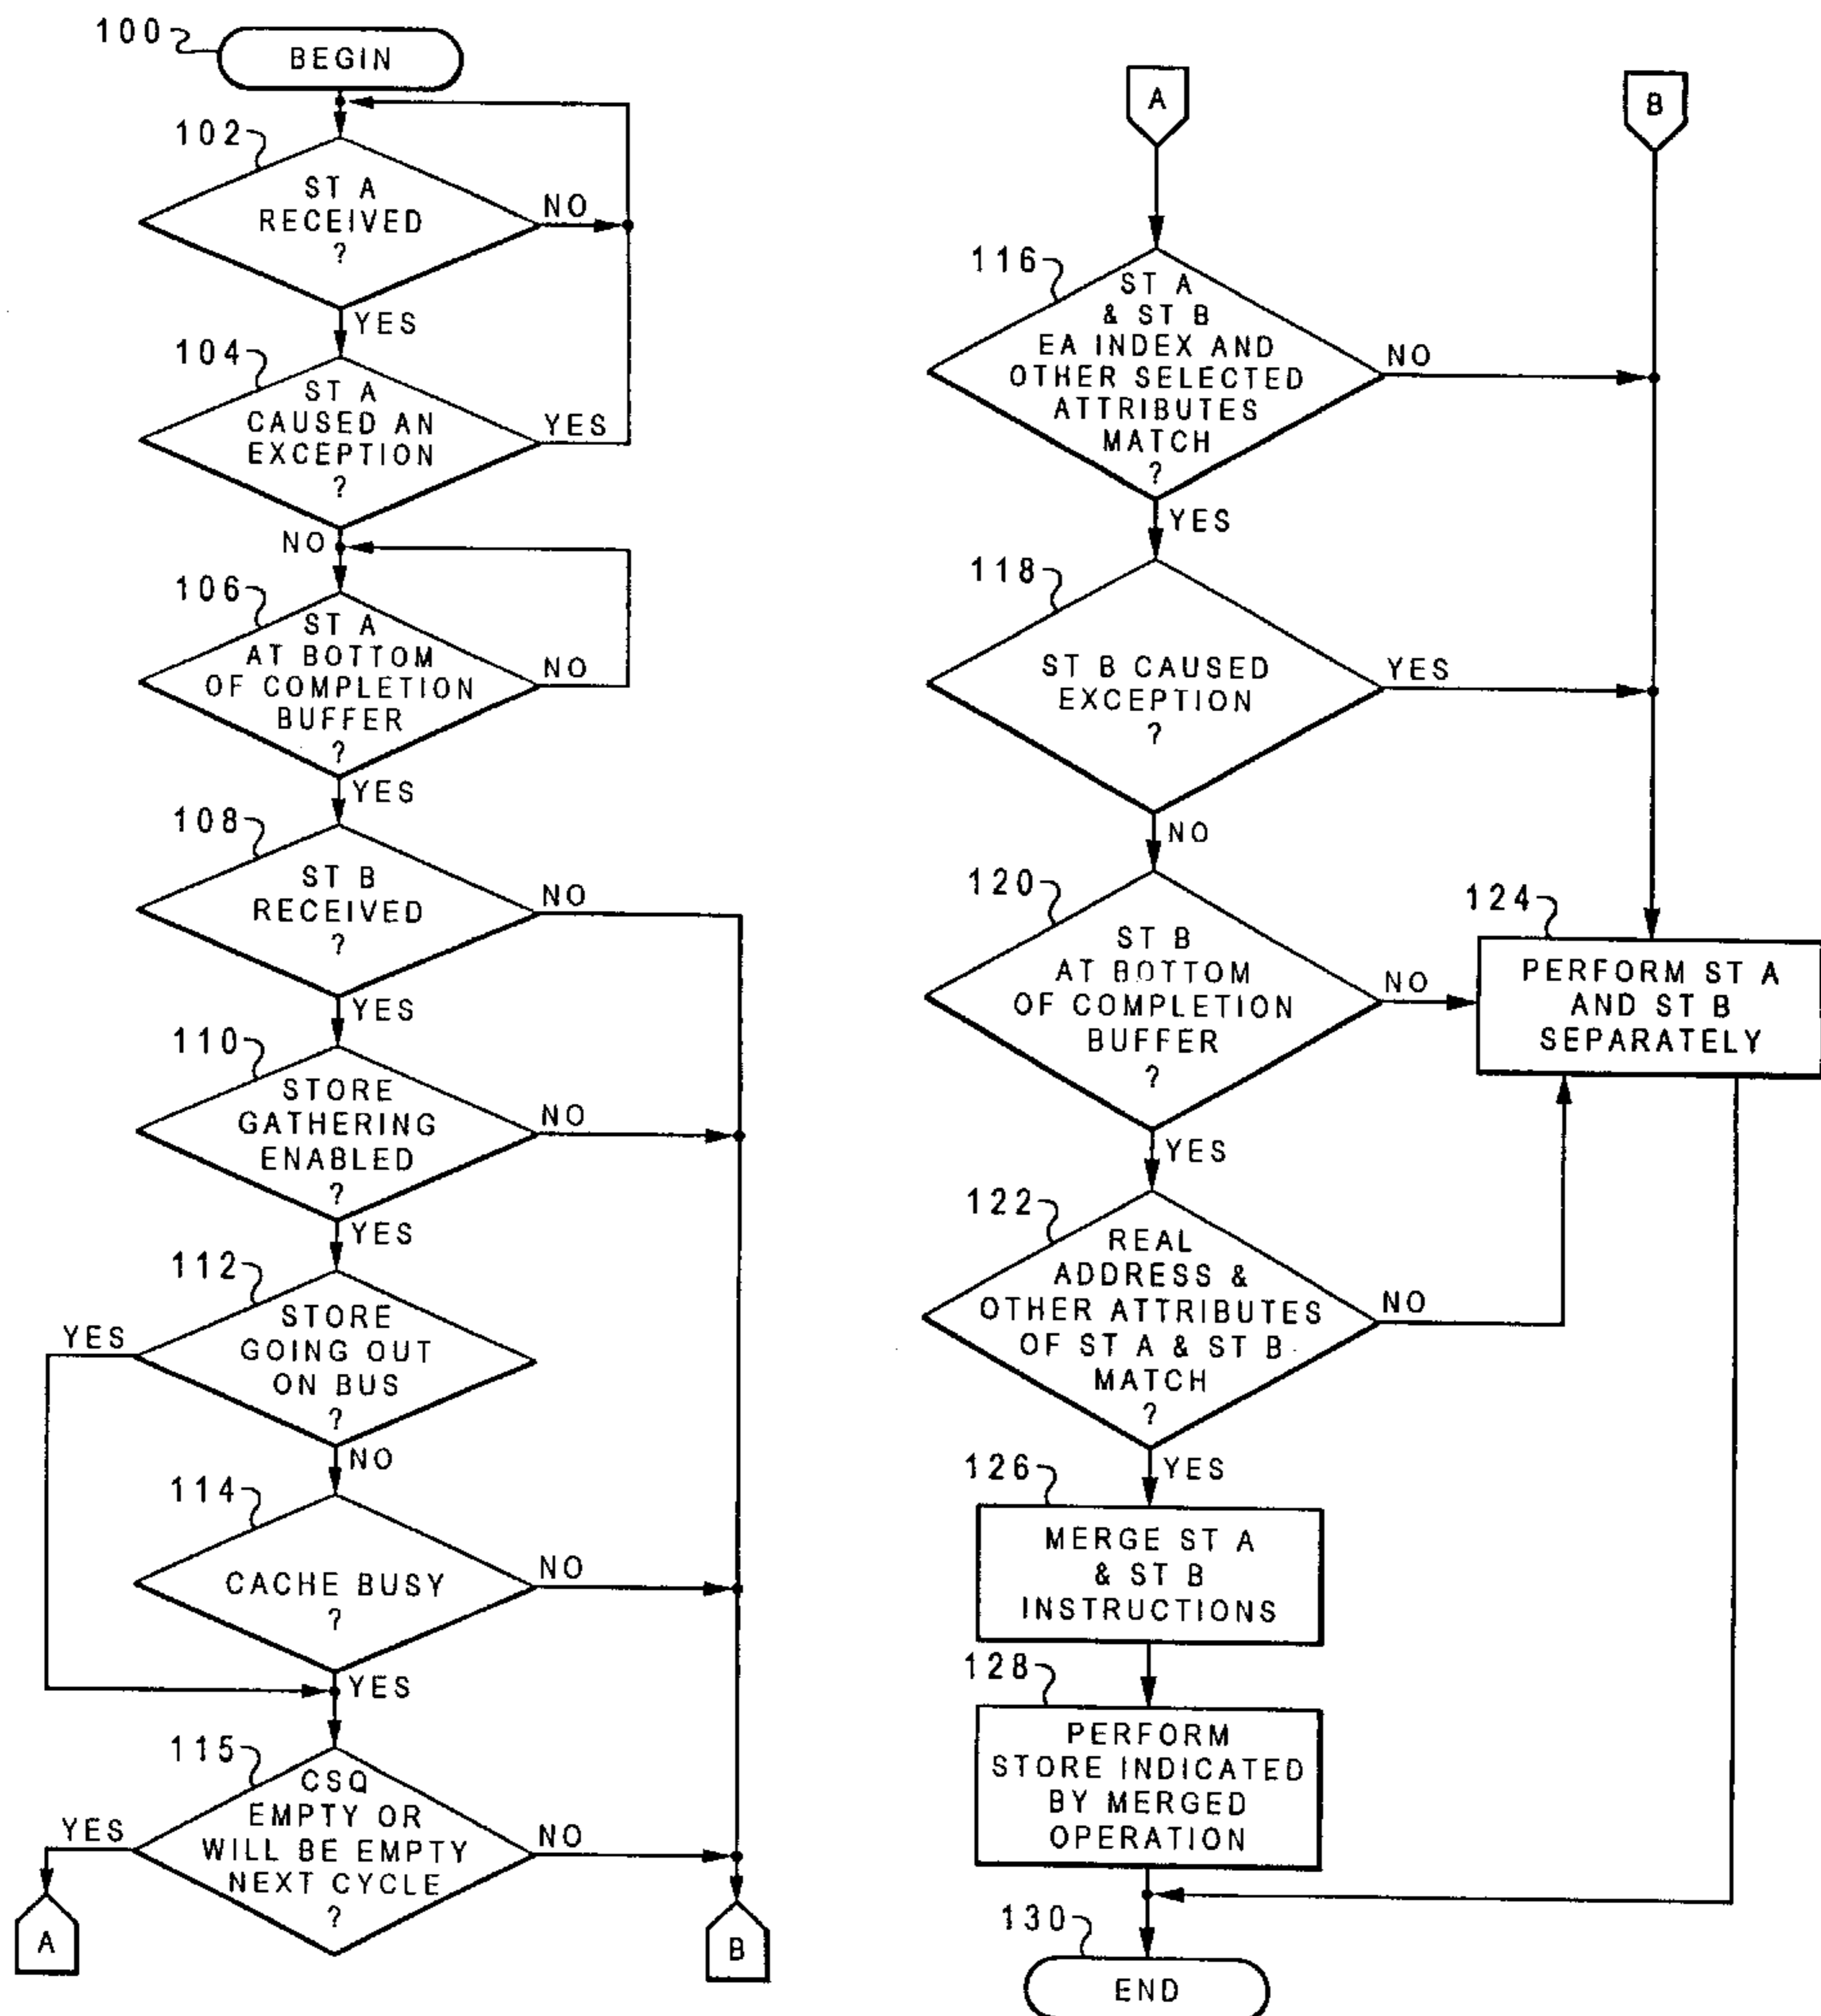 100
BEGIN
102
ST A
RECEIVED
?
NO
YES
104
ST A
CAUSED AN
EXCEPTION
?
YES
NO
106
ST A
AT BOTTOM
OF COMPLETION
BUFFER
?
NO
YES
108
ST B
RECEIVED
?
NO
YES
110
STORE
GATHERING
ENABLED
?
NO
YES
112
STORE
GOING OUT
ON BUS
?
YES
NO
114
CACHE BUSY
?
NO
YES
115
CSQ
EMPTY OR
WILL BE EMPTY
NEXT CYCLE
?
YES
NO
A
B
A
B
116
ST A
& ST B
EA INDEX AND
OTHER SELECTED
ATTRIBUTES
MATCH
?
NO
YES
118
ST B CAUSED
EXCEPTION
?
YES
NO
120
ST B
AT BOTTOM
OF COMPLETION
BUFFER
?
NO
YES
124
PERFORM ST A
AND ST B
SEPARATELY
122
REAL
ADDRESS &
OTHER ATTRIBUTES
OF ST A & ST B
MATCH
?
NO
YES
126
MERGE ST A
& ST B
INSTRUCTIONS
128
PERFORM
STORE INDICATED
BY MERGED
OPERATION
130
END